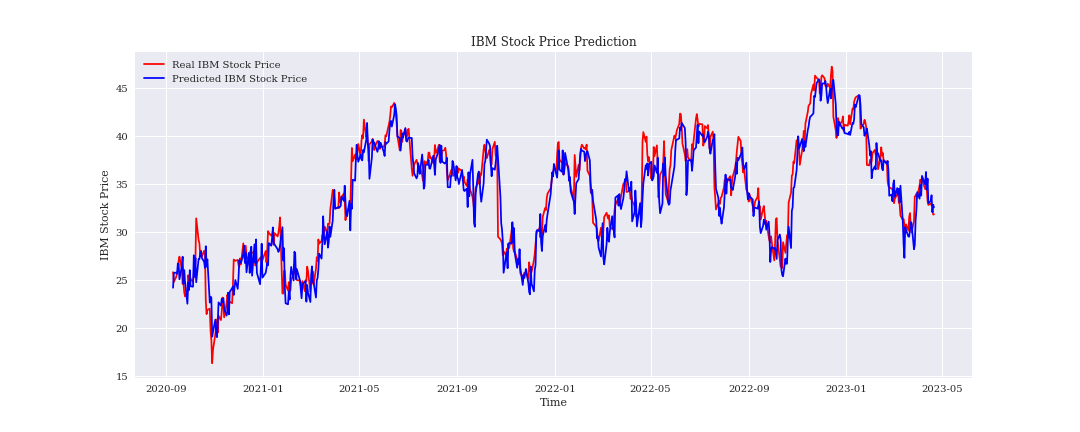 IBM Stock Price Prediction
Real IBM Stock Price
Predicted IBM Stock Price
IBM Stock Price
45
40
35
30
25
20
15
2020-09 2021-01 2021-05 2021-09 2022-01 2022-05 2022-09 2023-01 2023-05
Time